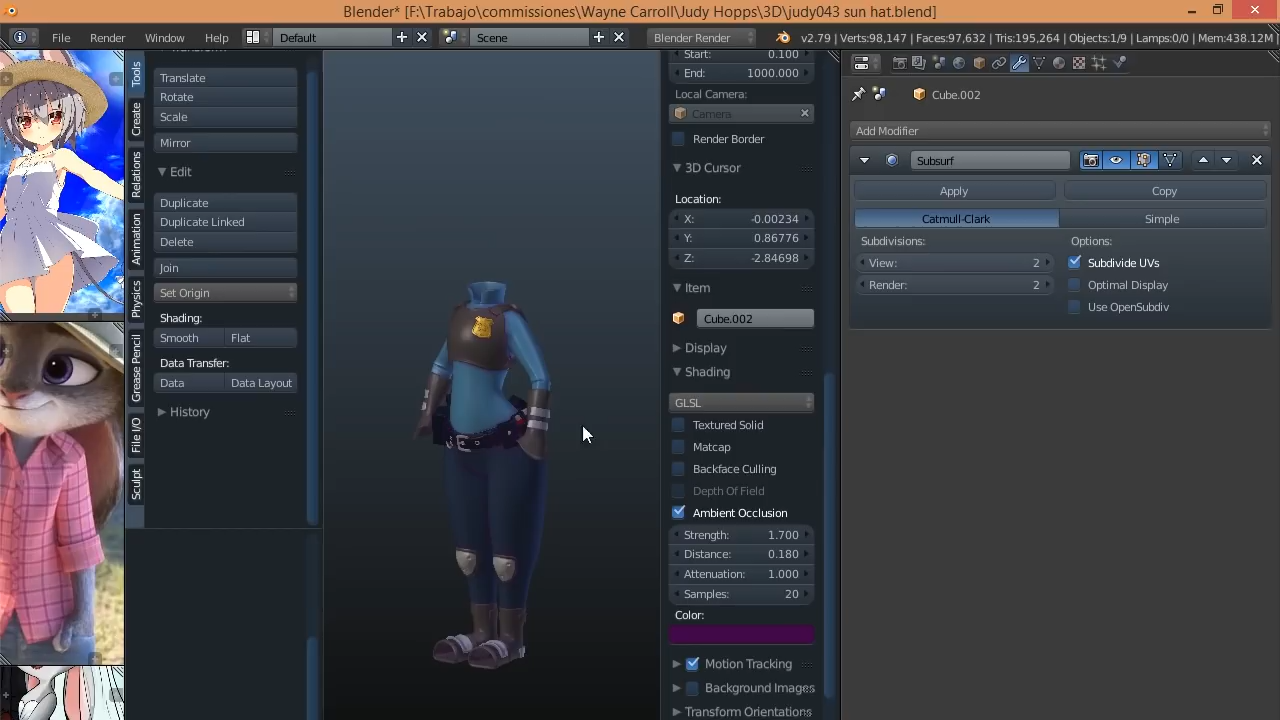 Blender* [F:\Trabajo\commissiones\Wayne Carroll\Judy Hopps\3D\judy043 sun hat.blend]
File Render Window Help Default Scene Blender Render v2.79 | Verts:98,147 | Faces:97,632 | Tris:195,264 | Objects:1/9 | Lamps:0/0 | Mem:438.12M
Tools
Create
Relations
Animation
Physics
Grease Pencil
File I/O
Sculpt
Translate
Rotate
Scale
Mirror
Edit
Duplicate
Duplicate Linked
Delete
Join
Set Origin
Shading:
Smooth Flat
Data Transfer:
Data Data Layout
History
Start: 0.100
End: 1000.000
Local Camera:
Camera
Render Border
3D Cursor
Location:
X: -0.00234
Y: 0.86776
Z: -2.84698
Item
Cube.002
Display
Shading
GLSL
Textured Solid
Matcap
Backface Culling
Depth Of Field
Ambient Occlusion
Strength: 1.700
Distance: 0.180
Attenuation: 1.000
Samples: 20
Color:
Motion Tracking
Background Images
Transform Orientations
Cube.002
Add Modifier
Subsurf
Apply Copy
Catmull-Clark Simple
Subdivisions: Options:
View: 2 Subdivide UVs
Render: 2 Optimal Display
Use OpenSubdiv